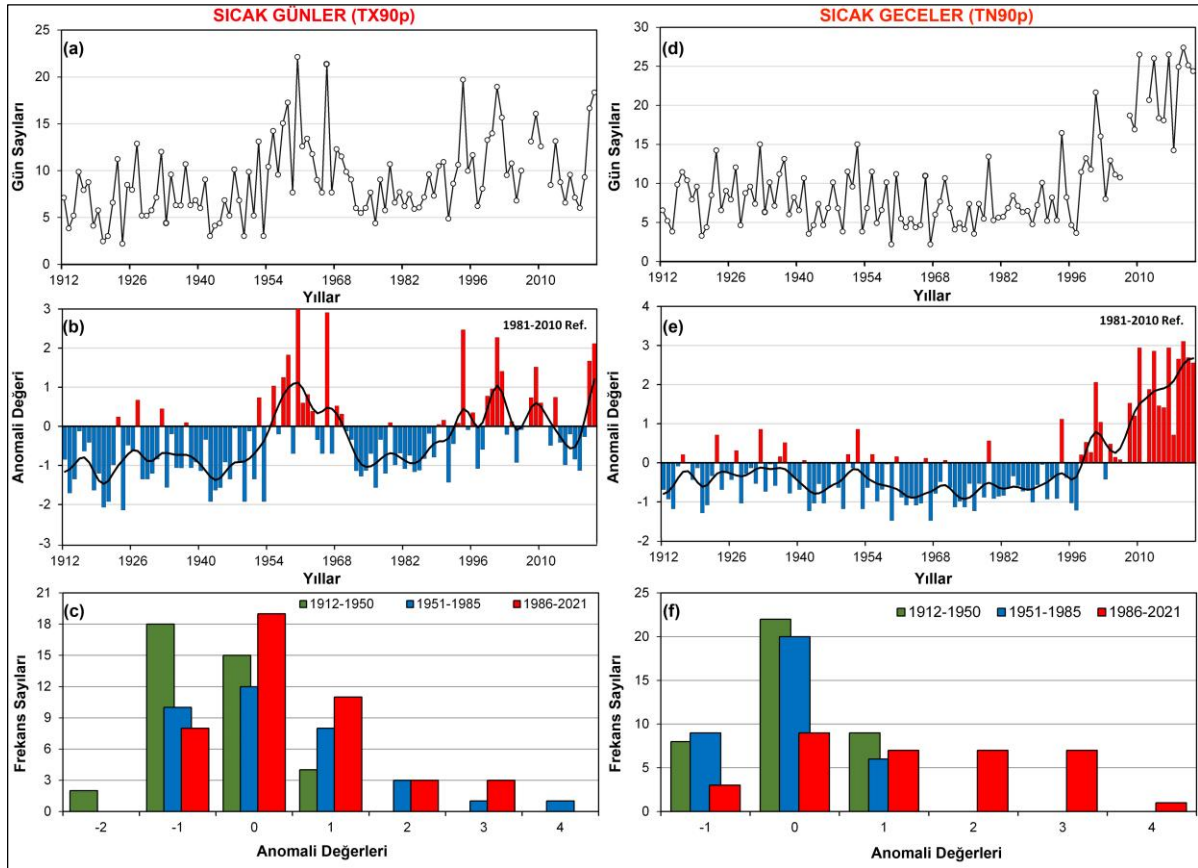 SICAK GÜNLER (TX90p)
(a)
Gün Sayıları
25
20
15
10
5
0
1912 1926 1940 1954 1968 1982 1996 2010
Yıllar
(b)
1981-2010 Ref.
Anomali Değeri
3
2
1
0
-1
-2
-3
1912 1926 1940 1954 1968 1982 1996 2010
Yıllar
(c)
1912-1950 1951-1985 1986-2021
Frekans Sayıları
21
18
15
12
9
6
3
0
-2 -1 0 1 2 3 4
Anomali Değerleri
SICAK GECELER (TN90p)
(d)
Gün Sayıları
30
25
20
15
10
5
0
1912 1926 1940 1954 1968 1982 1996 2010
Yıllar
(e)
1981-2010 Ref.
Anomali Değeri
4
3
2
1
0
-1
-2
1912 1926 1940 1954 1968 1982 1996 2010
Yıllar
(f)
1912-1950 1951-1985 1986-2021
Frekans Sayıları
25
20
15
10
5
0
-1 0 1 2 3 4
Anomali Değerleri